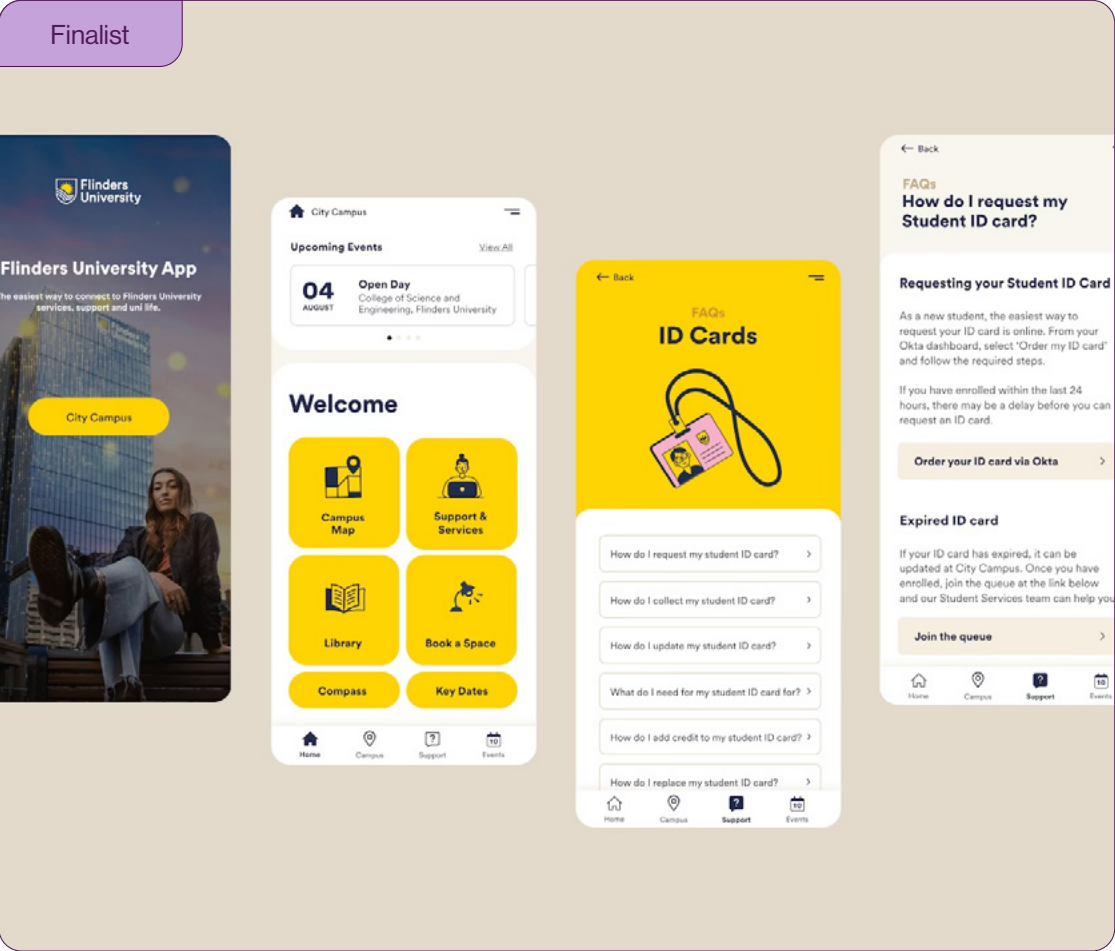 Finalist
Flinders
University
Flinders University App
he easiest way to connect to Flinders University
services, support and uni life.
City Campus
City Campus
Upcoming Events
View All
04
AUGUST
Open Day
College of Science and
Engineering, Flinders University
Welcome
Campus
Map
Support &
Services
Library
Book a Space
Compass
Key Dates
Home
Campus
Support
10
Events
← Back
FAQs
ID Cards
How do I request my student ID card?
How do I collect my student ID card?
How do I update my student ID card?
What do I need for my student ID card for?
How do I add credit to my student ID card?
How do I replace my student ID card?
Home
Campus
Support
10
Events
← Back
FAQs
How do I request my
Student ID card?
Requesting your Student ID Card
As a new student, the easiest way to
request your ID card is online. From your
Okta dashboard, select 'Order my ID card'
and follow the required steps.
If you have enrolled within the last 24
hours, there may be a delay before you can
request an ID card.
Order your ID card via Okta
Expired ID card
If your ID card has expired, it can be
updated at City Campus. Once you have
enrolled, join the queue at the link below
and our Student Services team can help you
Join the queue
Home
Campus
Support
10
Events